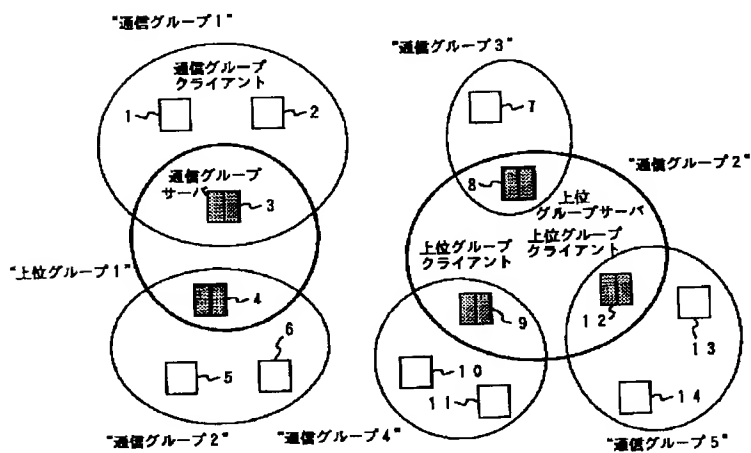 "通信グループ1"
通信グループ
クライアント
1
2
通信グループ
サーバ
3
"上位グループ1"
4
6
5
"通信グループ2"
"通信グループ3"
7
"通信グループ2"
8
上位
グループサーバ
上位グループ
クライアント
上位グループ
クライアント
9
12
13
10
11
14
"通信グループ4"
"通信グループ5"